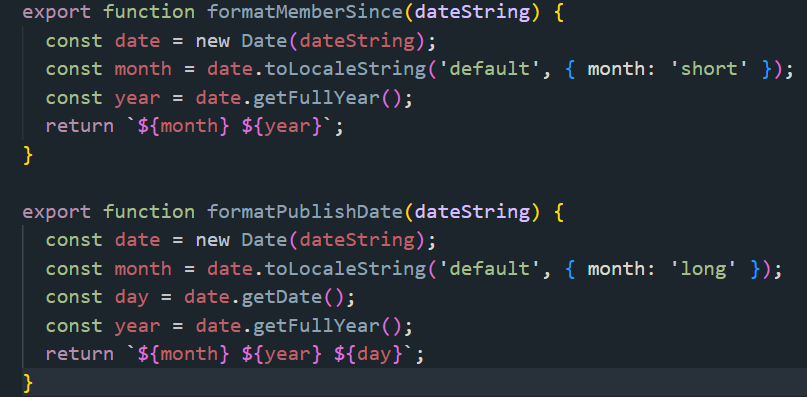 export function formatMemberSince(dateString) {
  const date = new Date(dateString);
  const month = date.toLocaleString('default', { month: 'short' });
  const year = date.getFullYear();
  return `${month} ${year}`;
}

export function formatPublishDate(dateString) {
  const date = new Date(dateString);
  const month = date.toLocaleString('default', { month: 'long' });
  const day = date.getDate();
  const year = date.getFullYear();
  return `${month} ${year} ${day}`;
}